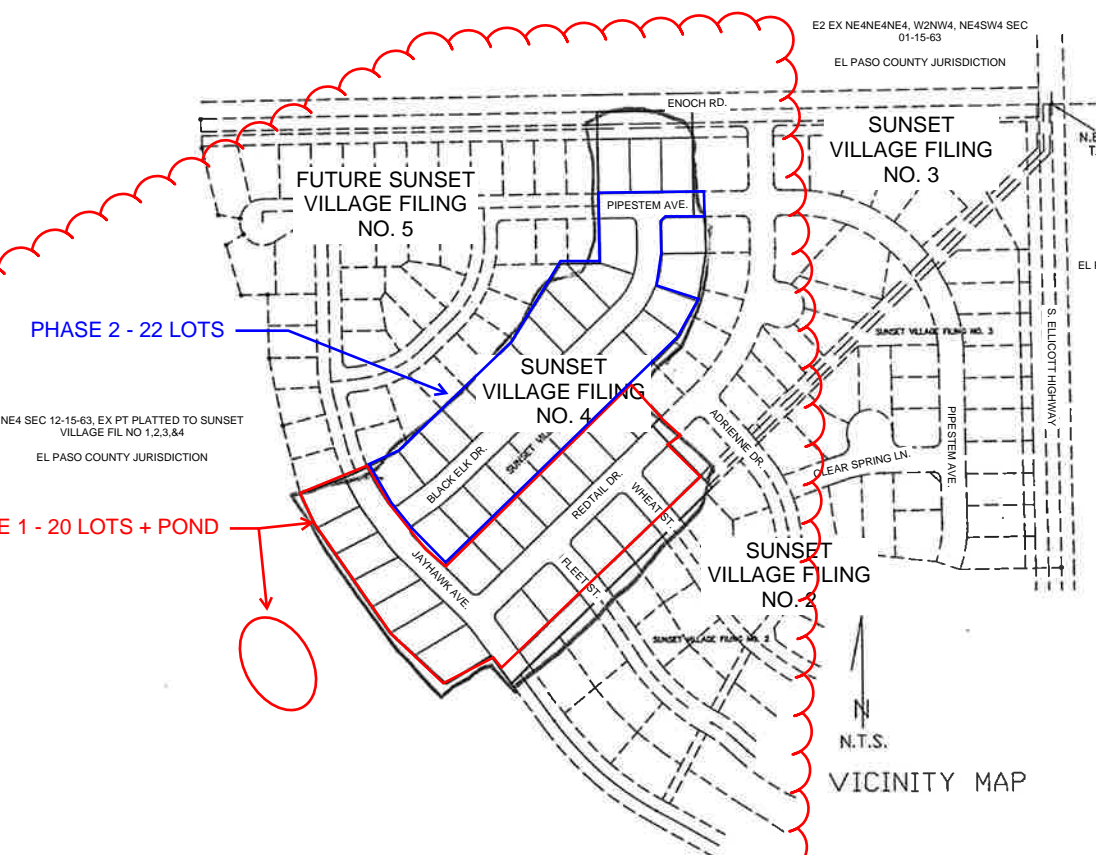 E2 EX NE4NE4NE4, W2NW4, NE4SW4 SEC
01-15-63
EL PASO COUNTY JURISDICTION
ENOCH RD.
SUNSET
VILLAGE FILING
NO. 3
N.E
T.
FUTURE SUNSET
VILLAGE FILING
NO. 5
PIPESTEM AVE.
EL
PHASE 2 - 22 LOTS
SUNSET VILLAGE FILING NO. 3
S. ELLICOTT HIGHWAY
SUNSET
VILLAGE FILING
NO. 4
SUNSET VIL
NE4 SEC 12-15-63, EX PT PLATTED TO SUNSET
VILLAGE FIL NO 1,2,3,&4
EL PASO COUNTY JURISDICTION
ADRIENNE DR.
PIPESTEM AVE.
BLACK ELK DR.
CLEAR SPRING LN.
REDTAIL DR.
WHEAT ST.
E 1 - 20 LOTS + POND
JAYHAWK AVE.
FLEET ST.
SUNSET
VILLAGE FILING
NO. 2
SUNSET VILLAGE FILING NO. 2
N
N.T.S.
VICINITY MAP